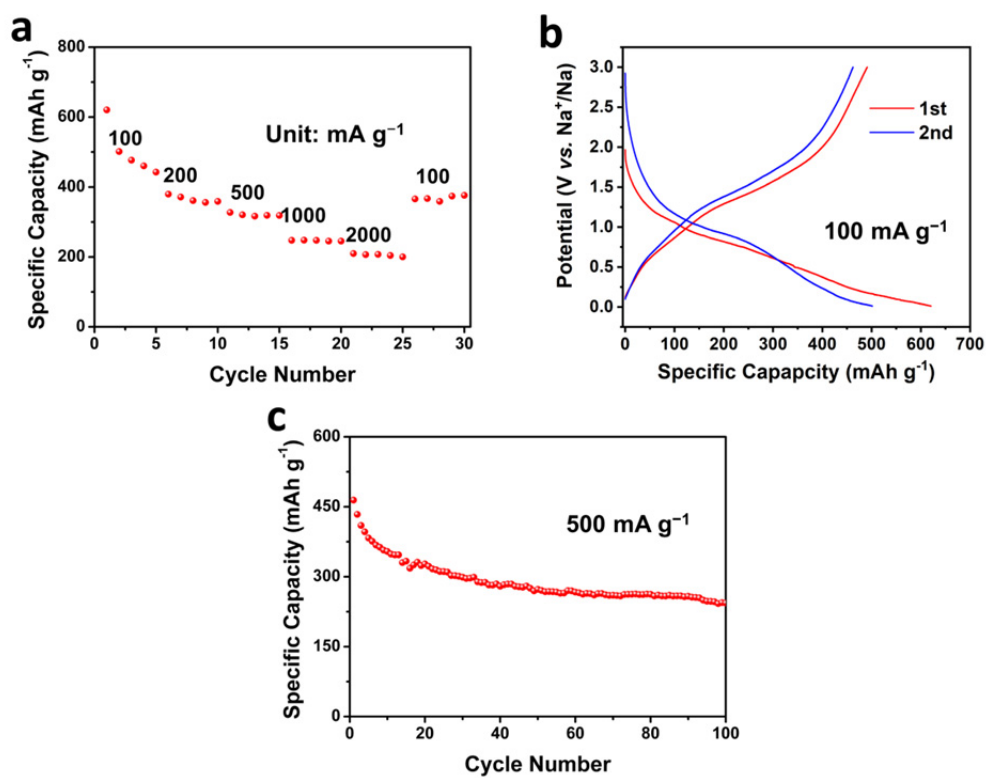 a
800
600
400
200
0
Specific Capacity (mAh g⁻¹)
100
200
500
1000
2000
100
Unit: mA g⁻¹
0 5 10 15 20 25 30
Cycle Number
b
3.0
2.5
2.0
1.5
1.0
0.5
0.0
Potential (V vs. Na⁺/Na)
1st
2nd
100 mA g⁻¹
0 100 200 300 400 500 600 700
Specific Capapcity (mAh g⁻¹)
c
600
450
300
150
0
Specific Capacity (mAh g⁻¹)
500 mA g⁻¹
0 20 40 60 80 100
Cycle Number